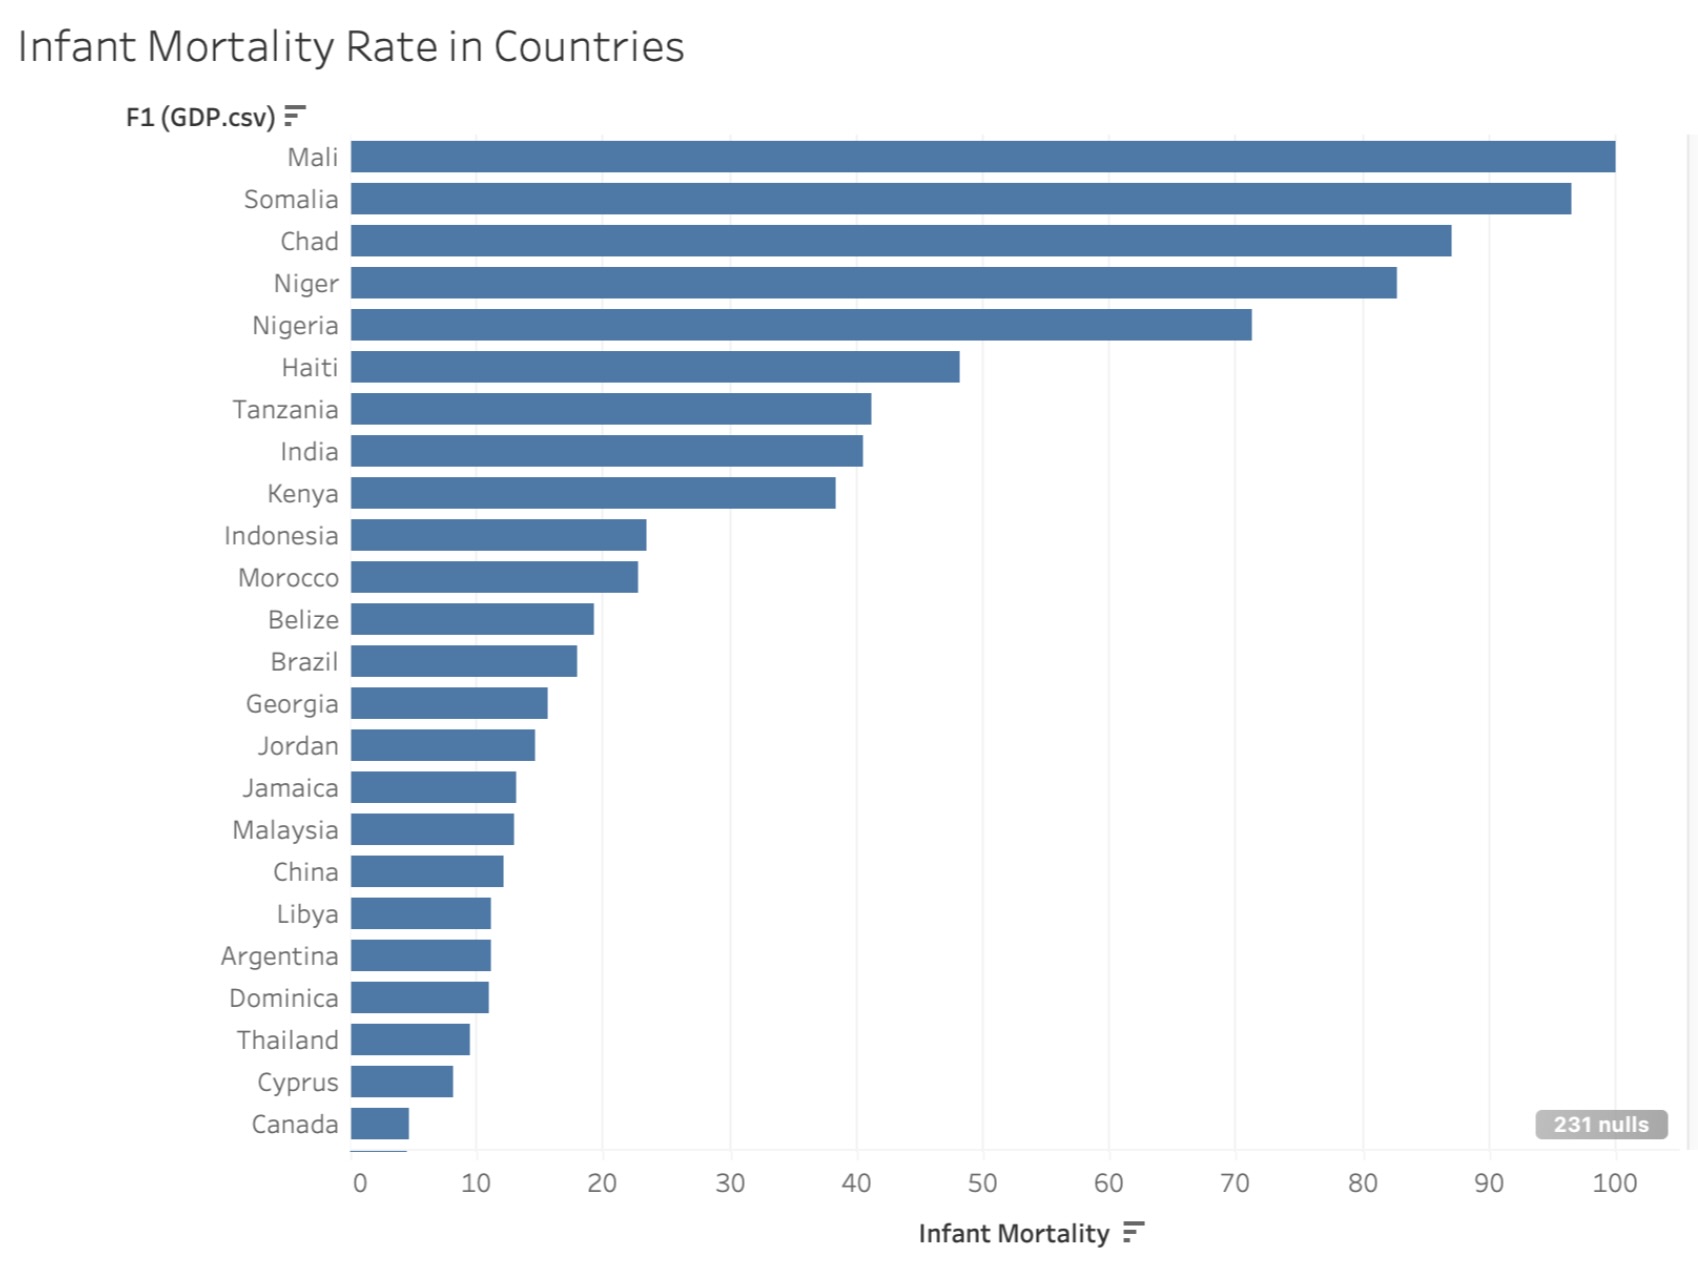 Infant Mortality Rate in Countries
F1 (GDP.csv)
Mali
Somalia
Chad
Niger
Nigeria
Haiti
Tanzania
India
Kenya
Indonesia
Morocco
Belize
Brazil
Georgia
Jordan
Jamaica
Malaysia
China
Libya
Argentina
Dominica
Thailand
Cyprus
Canada
231 nulls
0 10 20 30 40 50 60 70 80 90 100
Infant Mortality